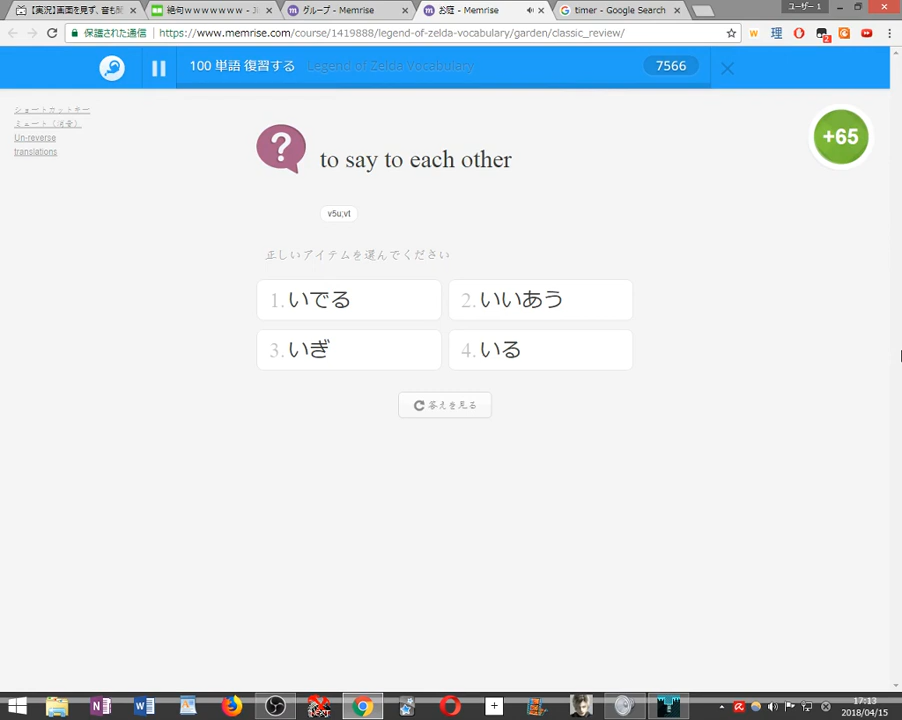 【実況】画面を見ず、音も配
絶句ｗｗｗｗｗｗｗ - Ji
グループ - Memrise
お庭 - Memrise
timer - Google Search
ユーザー 1
保護された通信
https://www.memrise.com/course/1419888/legend-of-zelda-vocabulary/garden/classic_review/
100 単語 復習する
Legend of Zelda Vocabulary
7566
ショートカットキー
ミュート（消音）
Un-reverse
translations
+65
?
to say to each other
v5u;vt
正しいアイテムを選んでください
1. いでる
2. いいあう
3. いぎ
4. いる
答えを見る
17:13
2018/04/15